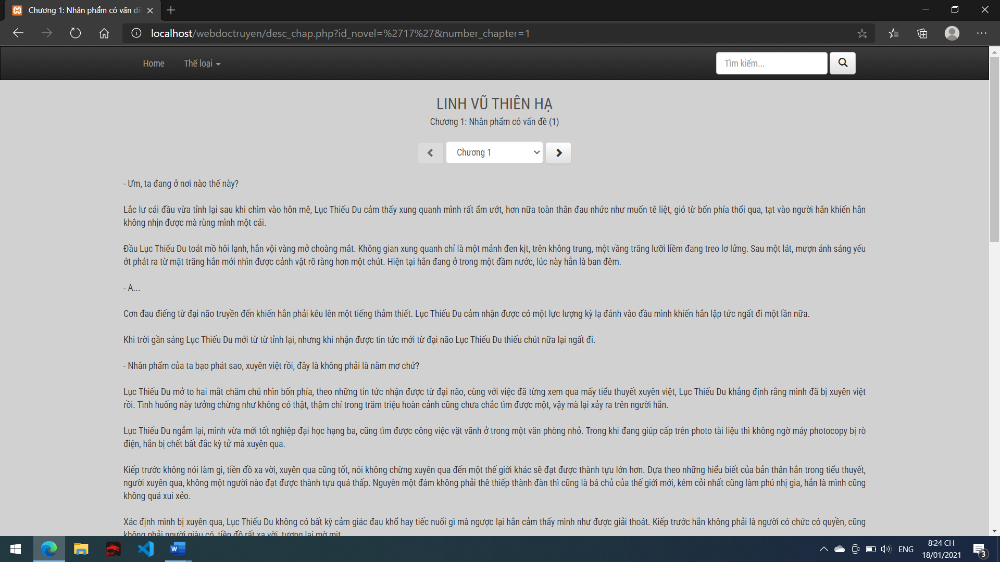 Chương 1: Nhân phẩm có vấn đề
localhost/webdoctruyen/desc_chap.php?id_novel=%2717%27&number_chapter=1
Home Thể loại Tìm kiếm...
LINH VŨ THIÊN HẠ
Chương 1: Nhân phẩm có vấn đề (1)
Chương 1
- Ưm, ta đang ở nơi nào thế này?
Lắc lư cái đầu vừa tỉnh lại sau khi chìm vào hôn mê, Lục Thiếu Du cảm thấy xung quanh mình rất ẩm ướt, hơn nữa toàn thân đau nhức như muốn tê liệt, gió từ bốn phía thổi qua, tạt vào người hắn khiến hắn
không nhịn được mà rùng mình một cái.
Đầu Lục Thiếu Du toát mồ hôi lạnh, hắn vội vàng mở choàng mắt. Không gian xung quanh chỉ là một mảnh đen kịt, trên không trung, một vầng trăng lưỡi liềm đang treo lơ lửng. Sau một lát, mượn ánh sáng yếu
ớt phát ra từ mặt trăng hắn mới nhìn được cảnh vật rõ ràng hơn một chút. Hiện tại hắn đang ở trong một đầm nước, lúc này hẳn là ban đêm.
- A...
Cơn đau điếng từ đại não truyền đến khiến hắn phải kêu lên một tiếng thảm thiết. Lục Thiếu Du cảm nhận được có một lực lượng kỳ lạ đánh vào đầu mình khiến hắn lập tức ngất đi một lần nữa.
Khi trời gần sáng Lục Thiếu Du mới từ từ tỉnh lại, nhưng khi nhận được tin tức mới từ đại não Lục Thiếu Du thiếu chút nữa lại ngất đi.
- Nhân phẩm của ta bạo phát sao, xuyên việt rồi, đây là không phải là nằm mơ chứ?
Lục Thiếu Du mở to hai mắt chăm chú nhìn bốn phía, theo những tin tức nhận được từ đại não, cùng với việc đã từng xem qua mấy tiểu thuyết xuyên việt, Lục Thiếu Du khẳng định rằng mình đã bị xuyên việt
rồi. Tình huống này tưởng chừng như không có thật, thậm chí trong trăm triệu hoàn cảnh cũng chưa chắc tìm được một, vậy mà lại xảy ra trên người hắn.
Lục Thiếu Du ngẫm lại, mình vừa mới tốt nghiệp đại học hạng ba, cũng tìm được công việc vặt vãnh ở trong một văn phòng nhỏ. Trong khi đang giúp cấp trên photo tài liệu thì không ngờ máy photocopy bị rò
điện, hắn bị chết bất đắc kỳ tử mà xuyên qua.
Kiếp trước không nói làm gì, tiền đồ xa vời, xuyên qua cũng tốt, nói không chừng xuyên qua đến một thế giới khác sẽ đạt được thành tựu lớn hơn. Dựa theo những hiểu biết của bản thân hắn trong tiểu thuyết,
người xuyên qua, không một người nào đạt được thành tựu quá thấp. Nguyên một đám không phải thê thiếp thành đàn thì cũng là bá chủ của thế giới mới, kém cỏi nhất cũng làm phú nhị gia, hẳn là mình cũng
không quá xui xẻo.
Xác định mình bị xuyên qua, Lục Thiếu Du không có bất kỳ cảm giác đau khổ hay tiếc nuối gì mà ngược lại hắn cảm thấy mình như được giải thoát. Kiếp trước hắn không phải là người có chức có quyền, cũng
không phải người giàu có, tiền đồ rất xa vời, tương lai mờ mịt
ENG
8:24 CH
18/01/2021
3